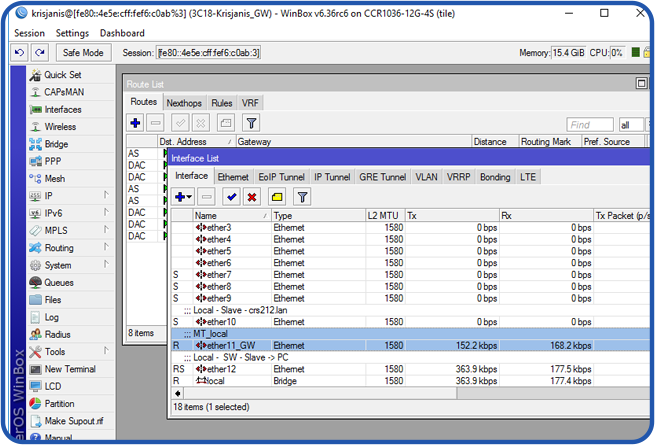 krisjanis@[fe80::4e5e:cff:fef6:c0ab%3] (3C18-Krisjanis_GW) - WinBox v6.36rc6 on CCR1036-12G-4S (tile)
Session Settings Dashboard
Safe Mode Session: [fe80::4e5e:cff:fef6:c0ab:3] Memory: 15.4 GiB CPU: 0%
Quick Set
CAPsMAN
Interfaces
Wireless
Bridge
PPP
Mesh
IP
IPv6
MPLS
Routing
System
Queues
Files
Log
Radius
Tools
New Terminal
LCD
Partition
Make Supout.rif
Manual
erOS WinBox
Route List
Routes Nexthops Rules VRF
Find all
Dst. Address / Gateway Distance Routing Mark Pref. Source
AS
DAC
DAC
AS
AS
DAC
DAC
DAC
8 items
Interface List
Interface Ethernet EoIP Tunnel IP Tunnel GRE Tunnel VLAN VRRP Bonding LTE
Name / Type L2 MTU Tx Rx Tx Packet (p/s
ether3 Ethernet 1580 0 bps 0 bps
ether4 Ethernet 1580 0 bps 0 bps
ether5 Ethernet 1580 0 bps 0 bps
ether6 Ethernet 1580 0 bps 0 bps
S ether7 Ethernet 1580 0 bps 0 bps
S ether8 Ethernet 1580 0 bps 0 bps
S ether9 Ethernet 1580 0 bps 0 bps
;;; Local - Slave - crs212.lan
S ether10 Ethernet 1580 0 bps 0 bps
;;; MT_local
R ether11_GW Ethernet 1580 152.2 kbps 168.2 kbps
;;; Local - SW - Slave -> PC
RS ether12 Ethernet 1580 363.9 kbps 177.5 kbps
R local Bridge 1580 363.9 kbps 177.4 kbps
18 items (1 selected)